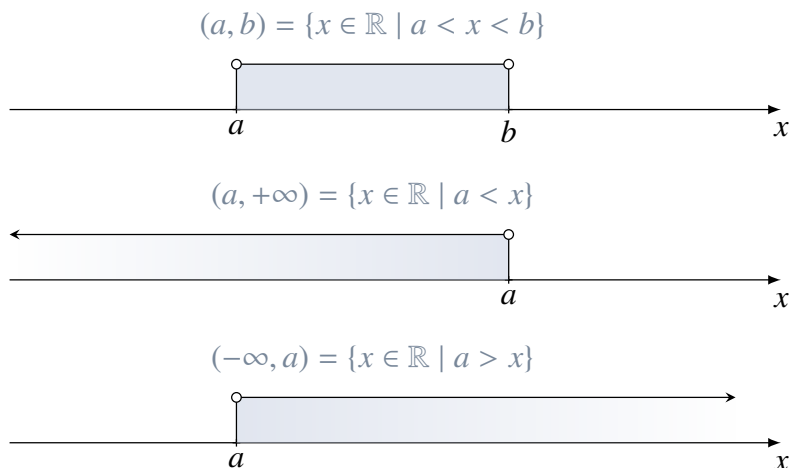 (a, b) = {x ∈ ℝ | a < x < b}
a b x
(a, +∞) = {x ∈ ℝ | a < x}
a x
(−∞, a) = {x ∈ ℝ | a > x}
a x